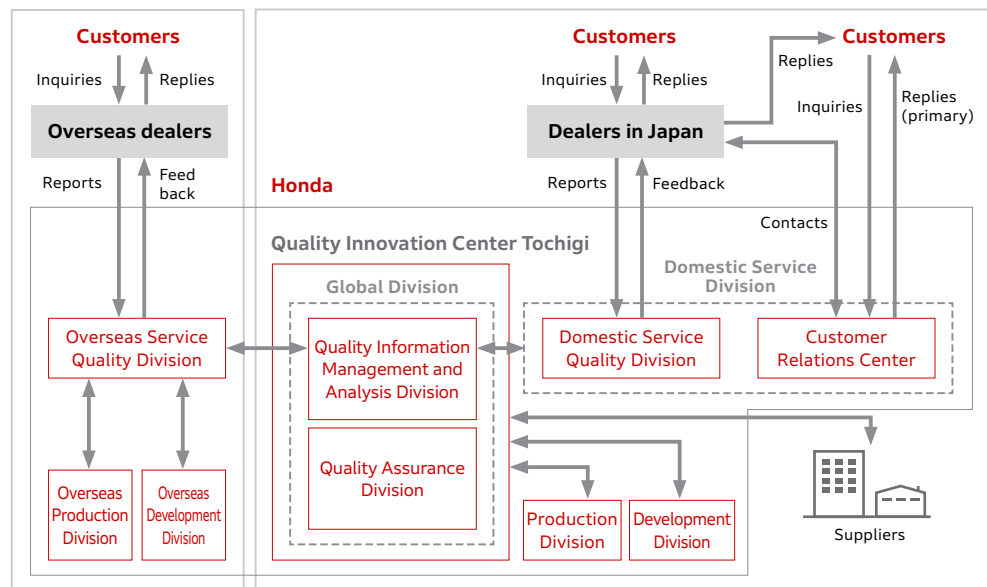 Customers
Customers
Customers
Inquiries
Replies
Inquiries
Replies
Replies
Inquiries
Replies
(primary)
Overseas dealers
Dealers in Japan
Reports
Feed
back
Honda
Reports
Feedback
Contacts
Quality Innovation Center Tochigi
Domestic Service
Division
Global Division
Overseas Service
Quality Division
Quality Information
Management and
Analysis Division
Domestic Service
Quality Division
Customer
Relations Center
Quality Assurance
Division
Overseas
Production
Division
Overseas
Development
Division
Production
Division
Development
Division
Suppliers